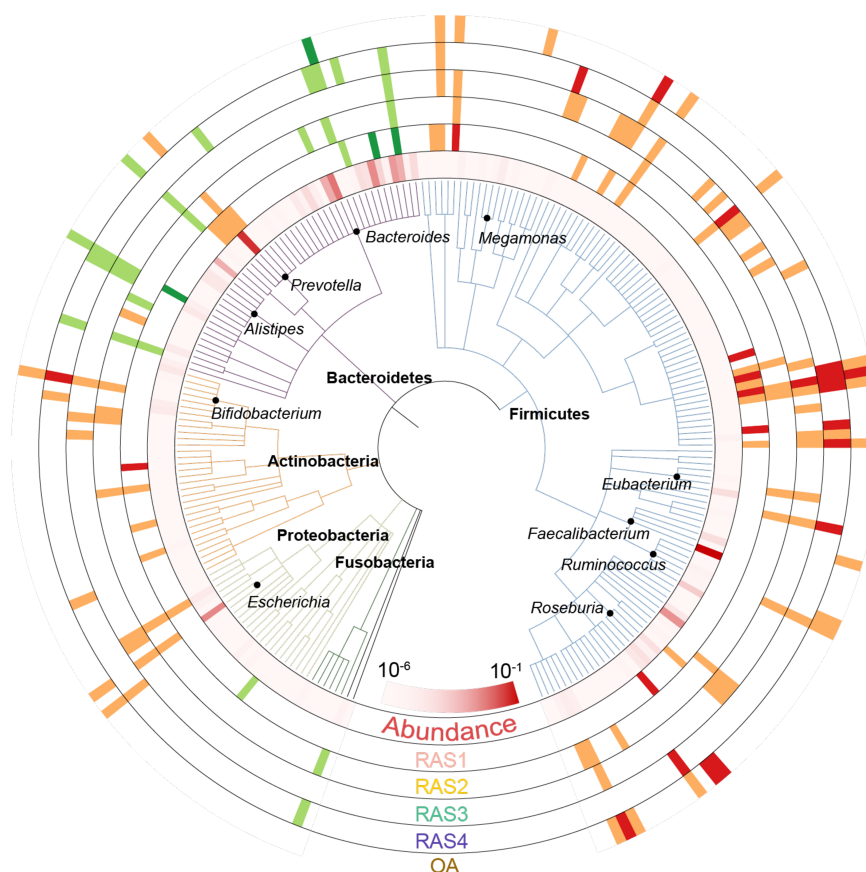 Bacteroides
Megamonas
Prevotella
Alistipes
Bacteroidetes
Bifidobacterium
Firmicutes
Actinobacteria
Eubacterium
Proteobacteria
Faecalibacterium
Fusobacteria
Ruminococcus
Escherichia
Roseburia
10-6 10-1
Abundance
RAS1
RAS2
RAS3
RAS4
OA